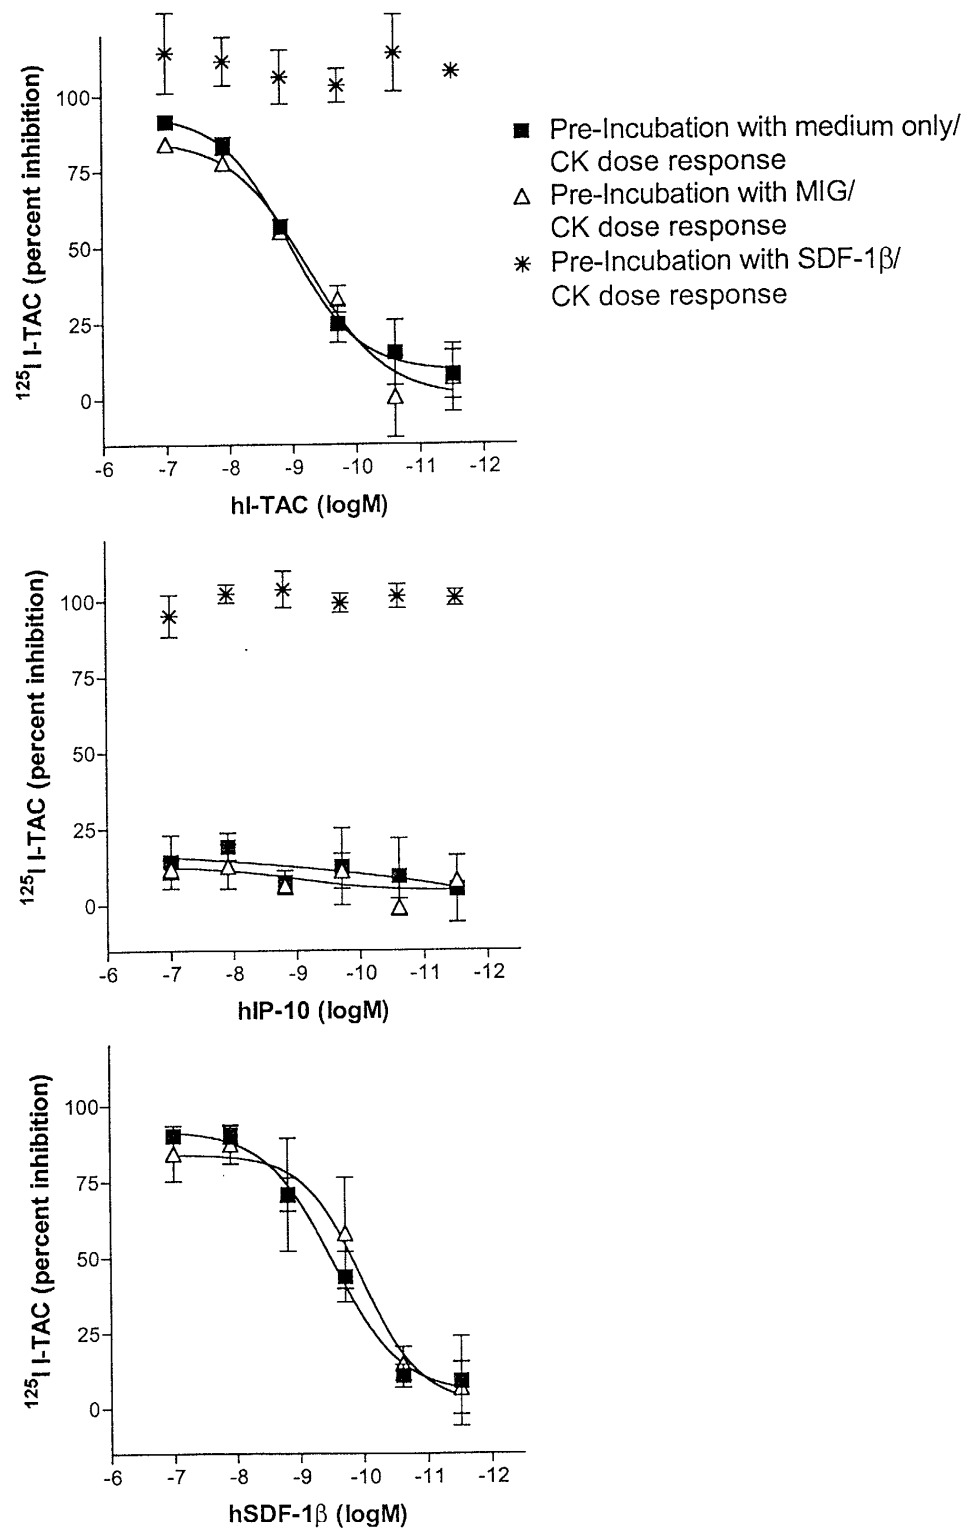 ¹²⁵I I-TAC (percent inhibition)
100
75
50
25
0
-6 -7 -8 -9 -10 -11 -12
hI-TAC (logM)
■ Pre-Incubation with medium only/
CK dose response
△ Pre-Incubation with MIG/
CK dose response
✳ Pre-Incubation with SDF-1β/
CK dose response
¹²⁵I I-TAC (percent inhibition)
100
75
50
25
0
-6 -7 -8 -9 -10 -11 -12
hIP-10 (logM)
¹²⁵I I-TAC (percent inhibition)
100
75
50
25
0
-6 -7 -8 -9 -10 -11 -12
hSDF-1β (logM)